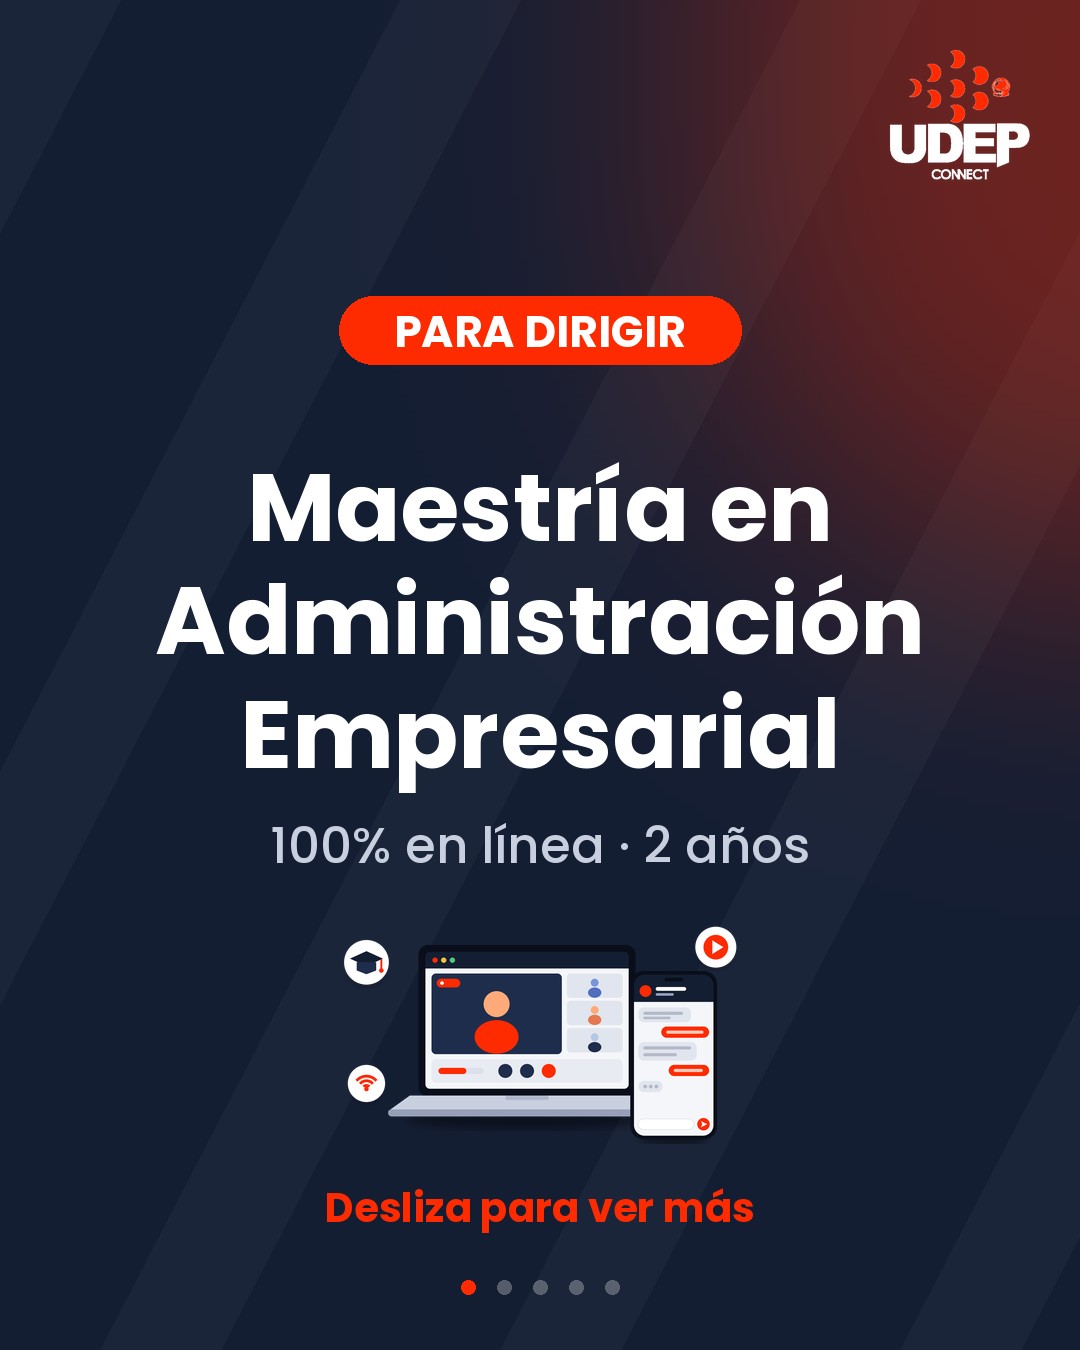 UDEP
CONNECT
PARA DIRIGIR
Maestría en
Administración
Empresarial
100% en línea · 2 años
Desliza para ver más